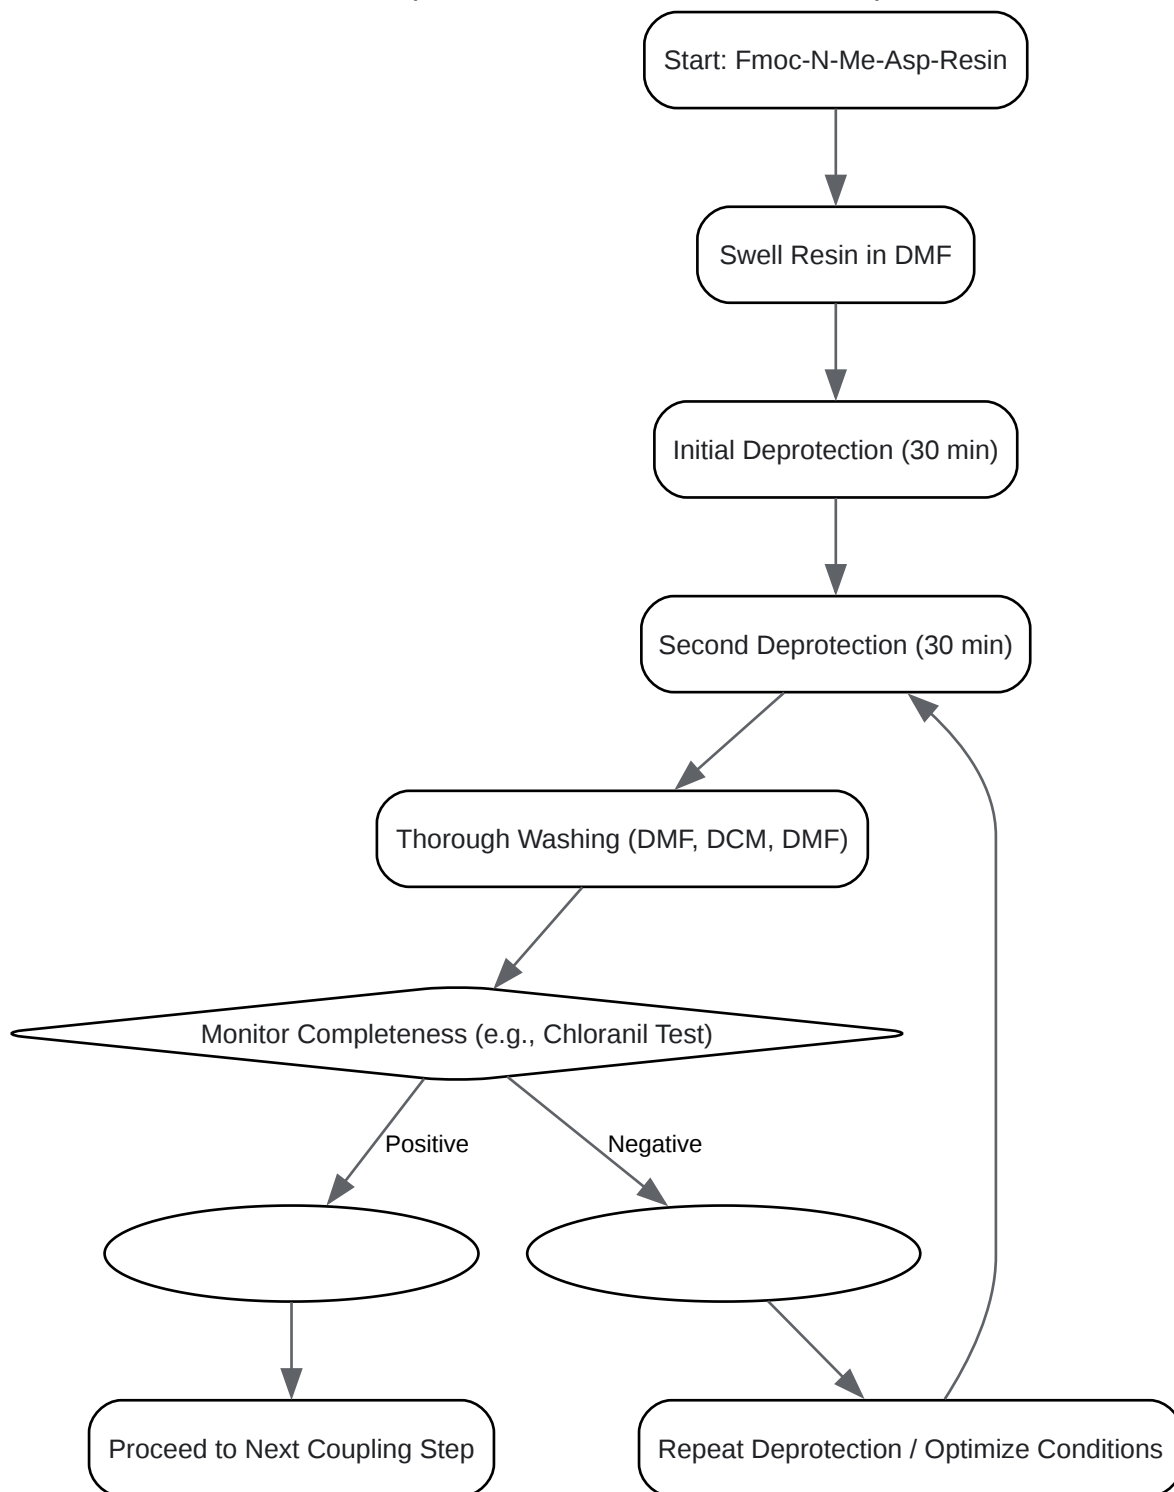 Start: Fmoc-N-Me-Asp-Resin
Swell Resin in DMF
Initial Deprotection (30 min)
Second Deprotection (30 min)
Thorough Washing (DMF, DCM, DMF)
Monitor Completeness (e.g., Chloranil Test)
Positive
Negative
Proceed to Next Coupling Step
Repeat Deprotection / Optimize Conditions